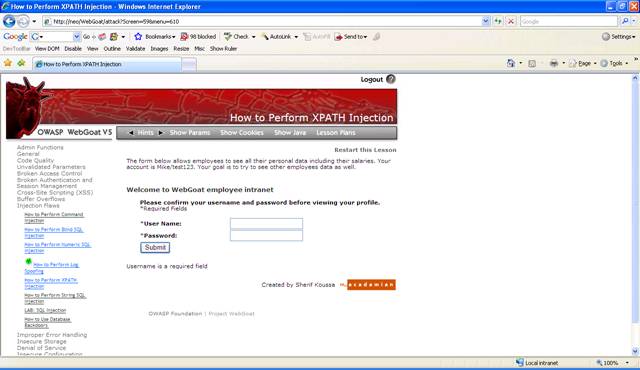 How to Perform XPATH Injection - Windows Internet Explorer
http://neo/WebGoat/attack?Screen=59&menu=610
Google
Google
Go
Bookmarks
98 blocked
Check
AutoLink
AutoFill
Send to
Settings
DevToolBar View DOM Disable View Outline Validate Images Resize Misc Show Ruler
How to Perform XPATH Injection
Page Tools
Logout ?
How to Perform XPATH Injection
OWASP WebGoat V5
Hints Show Params Show Cookies Show Java Lesson Plans
Restart this Lesson
Admin Functions
General
Code Quality
Unvalidated Parameters
Broken Access Control
Broken Authentication and
Session Management
Cross-Site Scripting (XSS)
Buffer Overflows
Injection Flaws
How to Perform Command
Injection
How to Perform Blind SQL
Injection
How to Perform Numeric SQL
Injection
How to Perform Log
Spoofing
How to Perform XPATH
Injection
How to Perform String SQL
Injection
LAB: SQL Injection
How to Use Database
Backdoors
Improper Error Handling
Insecure Storage
Denial of Service
Insecure Configuration
The form below allows employees to see all their personal data including their salaries. Your
account is Mike/test123. Your goal is to try to see other employees data as well.
Welcome to WebGoat employee intranet
Please confirm your username and password before viewing your profile.
*Required Fields
*User Name:
*Password:
Submit
Username is a required field
Created by Sherif Koussa
macadamian
OWASP Foundation | Project WebGoat
Local intranet
100%